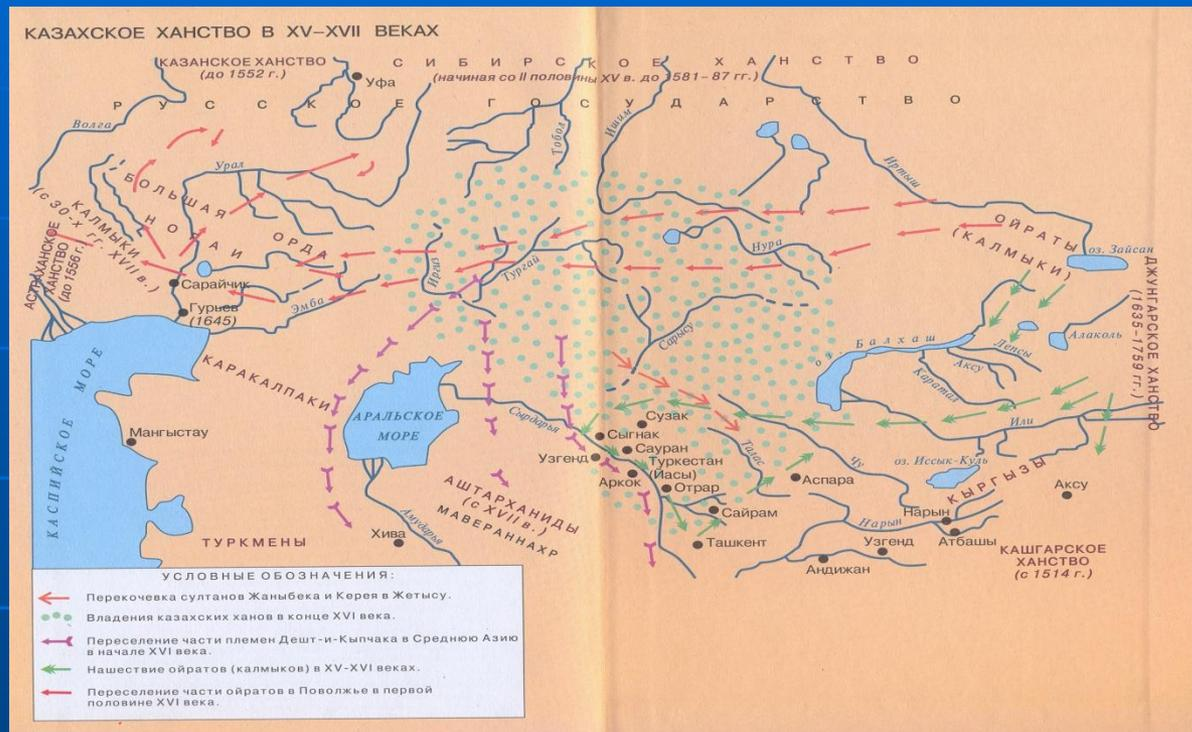 КАЗАХСКОЕ ХАНСТВО В XV–XVII ВЕКАХ
КАЗАНСКОЕ ХАНСТВО
(до 1552 г.)
СИБИРСКОЕ ХАНСТВО
(начиная со II половины XV в. до 1581–87 гг.)
Уфа
РУССКОЕ ГОСУДАРСТВО
Волга
Тобол
Ишим
Иртыш
Урал
БОЛЬШАЯ
НОГАИ
ОРДА
КАЛМЫКИ
(с 30-х гг. XVII в.)
АСТРАХАНСКОЕ
ХАНСТВО
(до 1556 г.)
ОЙРАТЫ
(КАЛМЫКИ)
оз. Зайсан
ДЖУНГАРСКОЕ ХАНСТВО
(1635–1759 гг.)
Нура
Иргиз
Тургай
Сарайчик
Гурьев
(1645)
Эмба
Сарысу
оз. Балхаш
Алаколь
Лепсы
Аксу
Каратал
КАРАКАЛПАКИ
КАСПИЙСКОЕ МОРЕ
АРАЛЬСКОЕ
МОРЕ
Мангыстау
Сырдарья
Сузак
Сыгнак
Сауран
Узгенд
Туркестан
(Йасы)
Аркок
Отрар
Сайрам
Ташкент
Талас
Чу
Или
оз. Иссык-Куль
Аспара
КЫРГЫЗЫ
Аксу
Нарын
Нарын
Атбашы
Узгенд
Андижан
КАШГАРСКОЕ
ХАНСТВО
(с 1514 г.)
АШТАРХАНИДЫ
(с XVII в.)
МАВЕРАННАХР
Амударья
Хива
ТУРКМЕНЫ
УСЛОВНЫЕ ОБОЗНАЧЕНИЯ:
Перекочевка султанов Жаныбека и Керея в Жетысу.
Владения казахских ханов в конце XVI века.
Переселение части племен Дешт-и-Кыпчака в Среднюю Азию
в начале XVI века.
Нашествие ойратов (калмыков) в XV-XVI веках.
Переселение части ойратов в Поволжье в первой
половине XVI века.